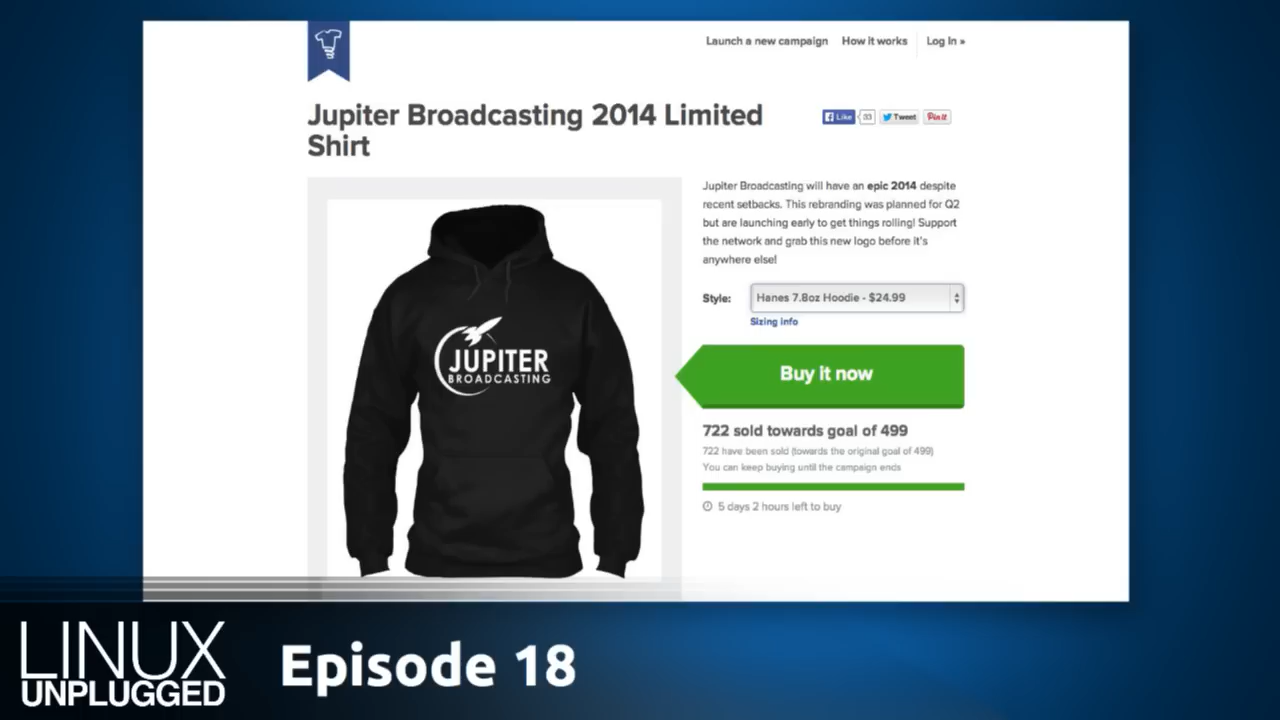 Launch a new campaign How it works Log In »
Jupiter Broadcasting 2014 Limited
Shirt
Like 33 Tweet Pin it
Jupiter Broadcasting will have an epic 2014 despite
recent setbacks. This rebranding was planned for Q2
but are launching early to get things rolling! Support
the network and grab this new logo before it's
anywhere else!
Style: Hanes 7.8oz Hoodie - $24.99
Sizing info
JUPITER
BROADCASTING
Buy it now
722 sold towards goal of 499
722 have been sold (towards the original goal of 499)
You can keep buying until the campaign ends
5 days 2 hours left to buy
LINUX
UNPLUGGED
Episode 18